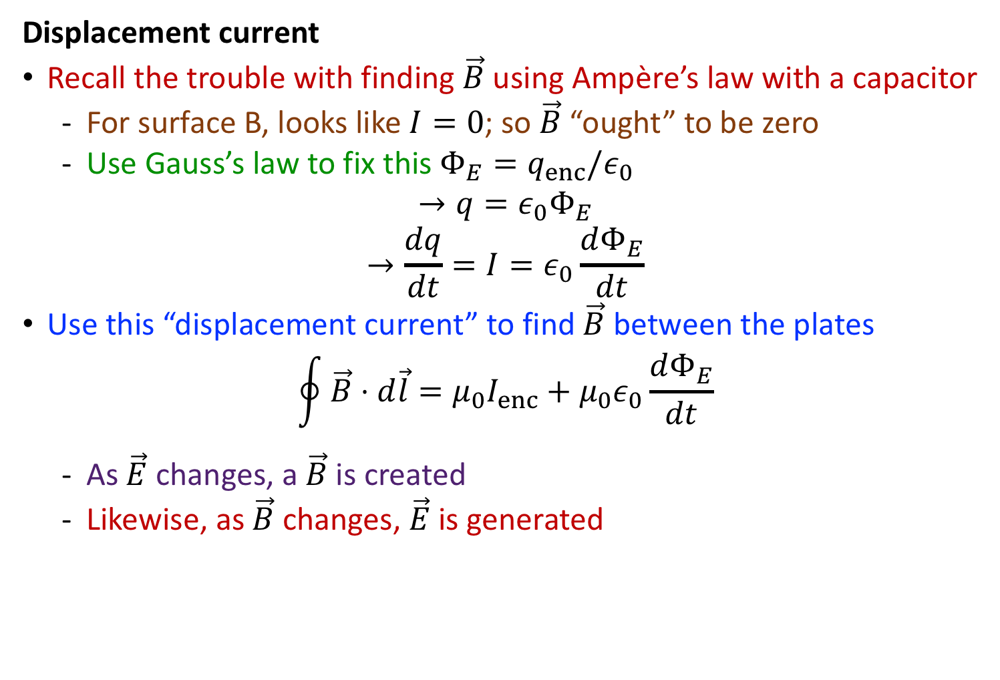 Displacement current
• Recall the trouble with finding $\vec{B}$ using Ampère’s law with a capacitor
- For surface B, looks like $I = 0$; so $\vec{B}$ “ought” to be zero
- Use Gauss’s law to fix this $\Phi_E = q_{\text{enc}}/\epsilon_0$
$\rightarrow q = \epsilon_0 \Phi_E$
$\rightarrow \frac{dq}{dt} = I = \epsilon_0 \frac{d\Phi_E}{dt}$
• Use this “displacement current” to find $\vec{B}$ between the plates
$\oint \vec{B} \cdot d\vec{l} = \mu_0 I_{\text{enc}} + \mu_0 \epsilon_0 \frac{d\Phi_E}{dt}$
- As $\vec{E}$ changes, a $\vec{B}$ is created
- Likewise, as $\vec{B}$ changes, $\vec{E}$ is generated